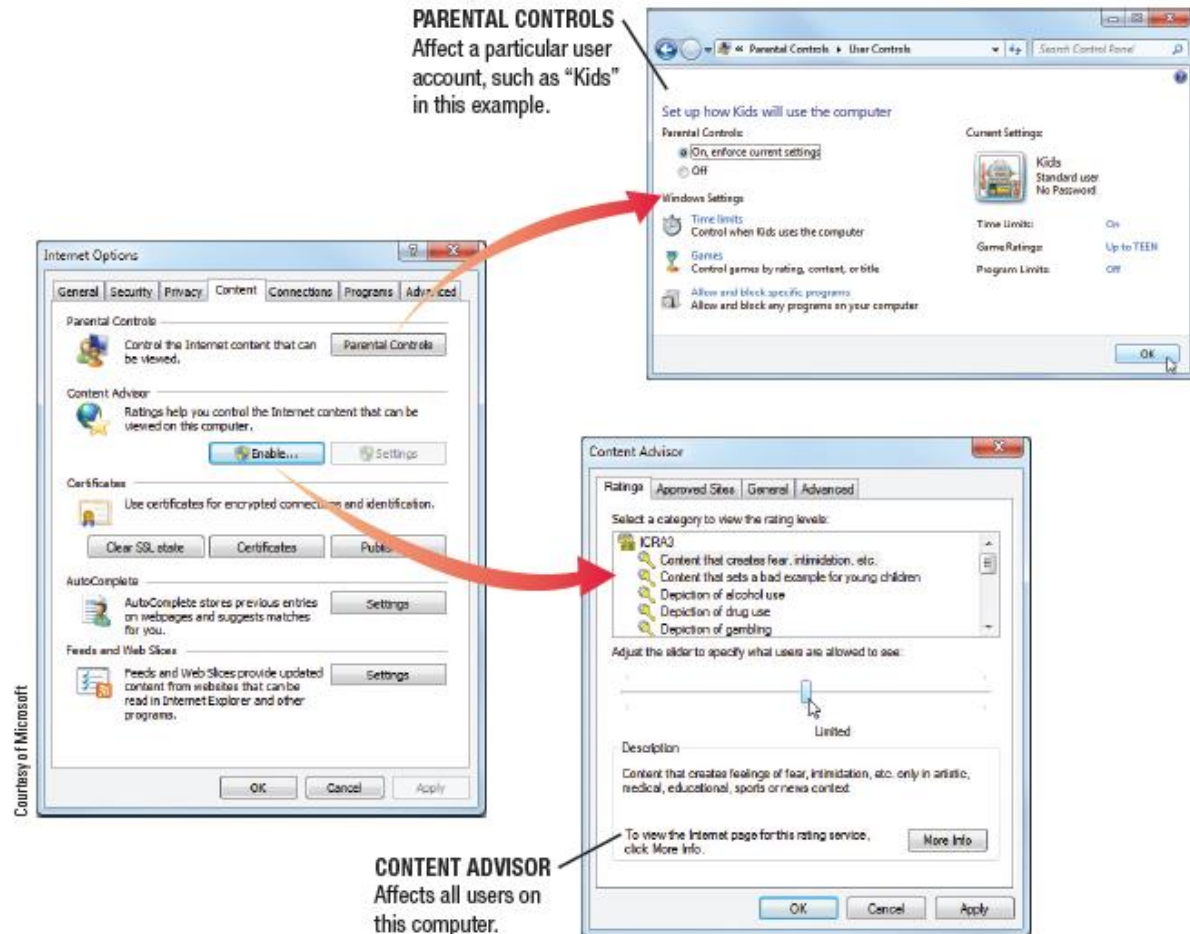 PARENTAL CONTROLS
Affect a particular user
account, such as “Kids”
in this example.
« Parental Controls ▸ User Controls
Search Control Panel
Set up how Kids will use the computer
Parental Controls:
On, enforce current settings
Off
Windows Settings
Time limits
Control when Kids uses the computer
Games
Control games by rating, content, or title
Allow and block specific programs
Allow and block any programs on your computer
Current Settings:
Kids
Standard user
No Password
Time Limits: On
Game Ratings: Up to TEEN
Program Limits: Off
OK
Internet Options
General Security Privacy Content Connections Programs Advanced
Parental Controls
Control the Internet content that can
be viewed.
Parental Controls
Content Advisor
Ratings help you control the Internet content that can be
viewed on this computer.
Enable... Settings
Certificates
Use certificates for encrypted connections and identification.
Clear SSL state Certificates
AutoComplete
AutoComplete stores previous entries
on webpages and suggests matches
for you.
Settings
Feeds and Web Slices
Feeds and Web Slices provide updated
content from websites that can be
read in Internet Explorer and other
programs.
Settings
OK Cancel Apply
Courtesy of Microsoft
Content Advisor
Ratings Approved Sites General Advanced
Select a category to view the rating levels:
ICRA3
Content that creates fear, intimidation, etc.
Content that sets a bad example for young children
Depiction of alcohol use
Depiction of drug use
Depiction of gambling
Adjust the slider to specify what users are allowed to see:
Limited
Description
Content that creates feelings of fear, intimidation, etc. only in artistic,
medical, educational, sports or news context
To view the Internet page for this rating service,
click More Info.
More Info
OK Cancel Apply
CONTENT ADVISOR
Affects all users on
this computer.